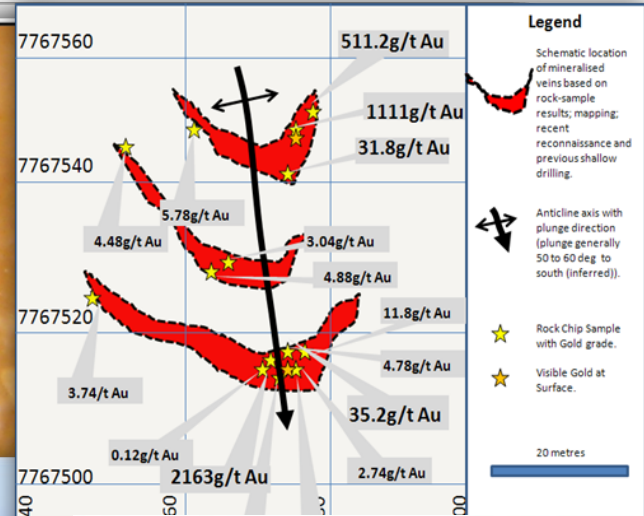 Legend
7767560
511.2g/t Au
Schematic location
of mineralised
veins based on
rock-sample
results; mapping;
recent
reconnaissance and
previous shallow
drilling.
1111g/t Au
31.8g/t Au
7767540
5.78g/t Au
4.48g/t Au
3.04g/t Au
4.88g/t Au
Anticline axis with
plunge direction
(plunge generally
50 to 60 deg to
south (inferred)).
7767520
11.8g/t Au
Rock Chip Sample
with Gold grade.
4.78g/t Au
Visible Gold at
Surface.
3.74/t Au
35.2g/t Au
0.12g/t Au
2163g/t Au
2.74g/t Au
20 metres
7767500
40
60
80
00